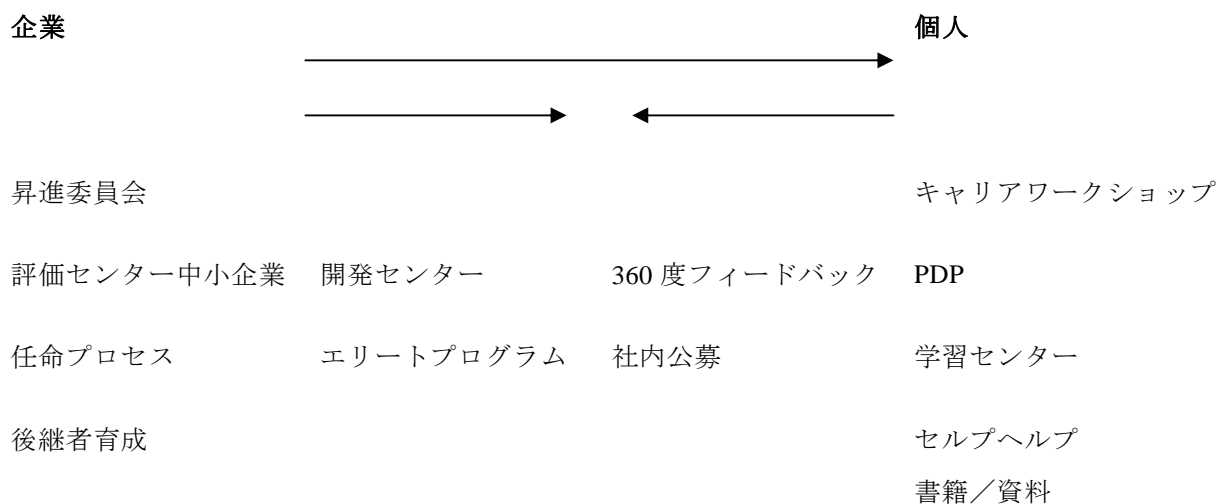 企業 個人
昇進委員会 キャリアワークショップ
評価センター中小企業 開発センター 360 度フィードバック PDP
任命プロセス エリートプログラム 社内公募 学習センター
後継者育成 セルプヘルプ
書籍／資料